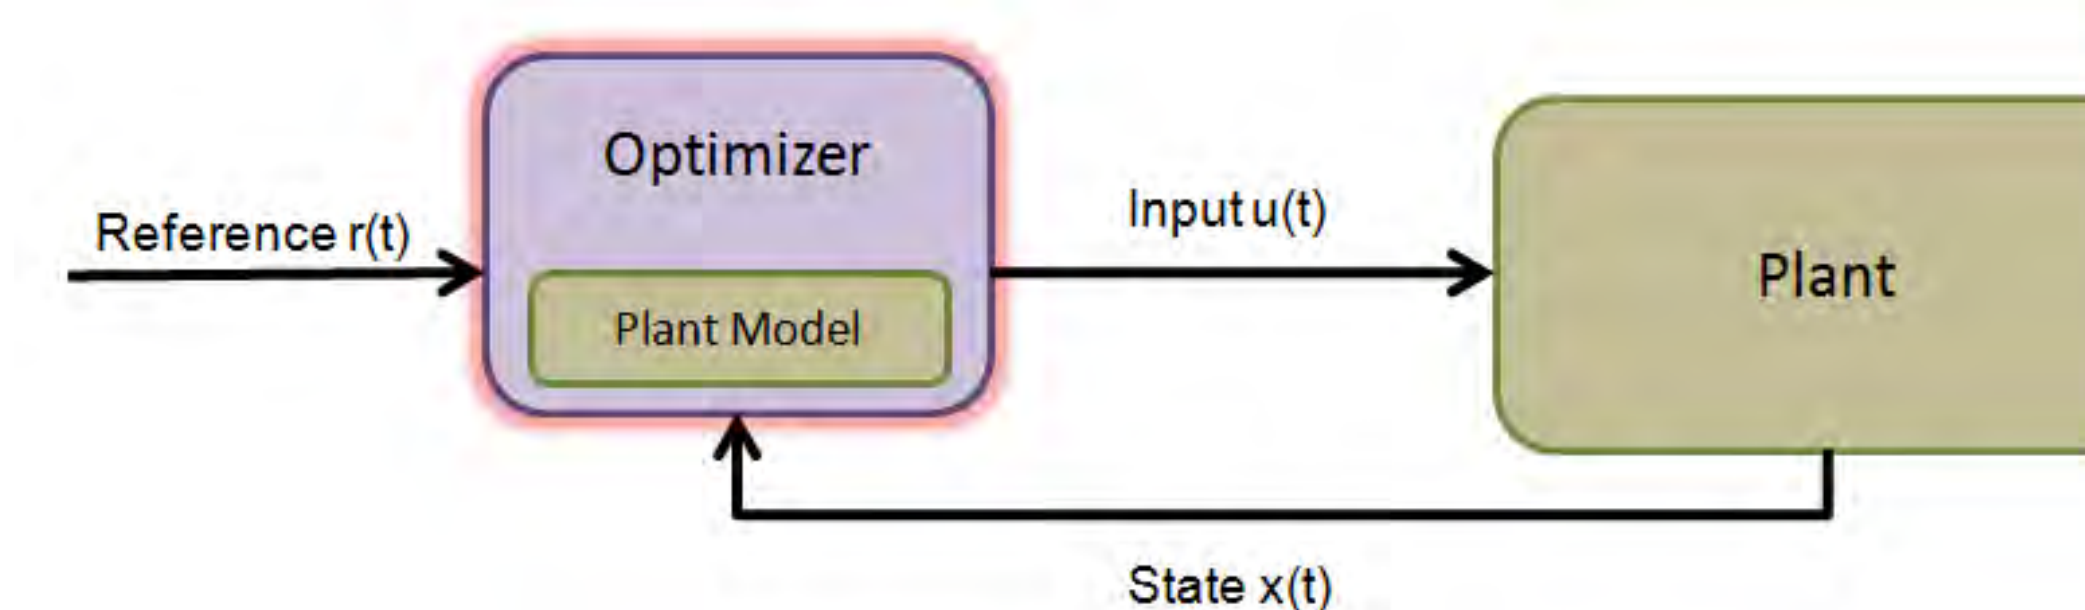 Optimizer
Reference r(t)
Input u(t)
Plant
Plant Model
State x(t)